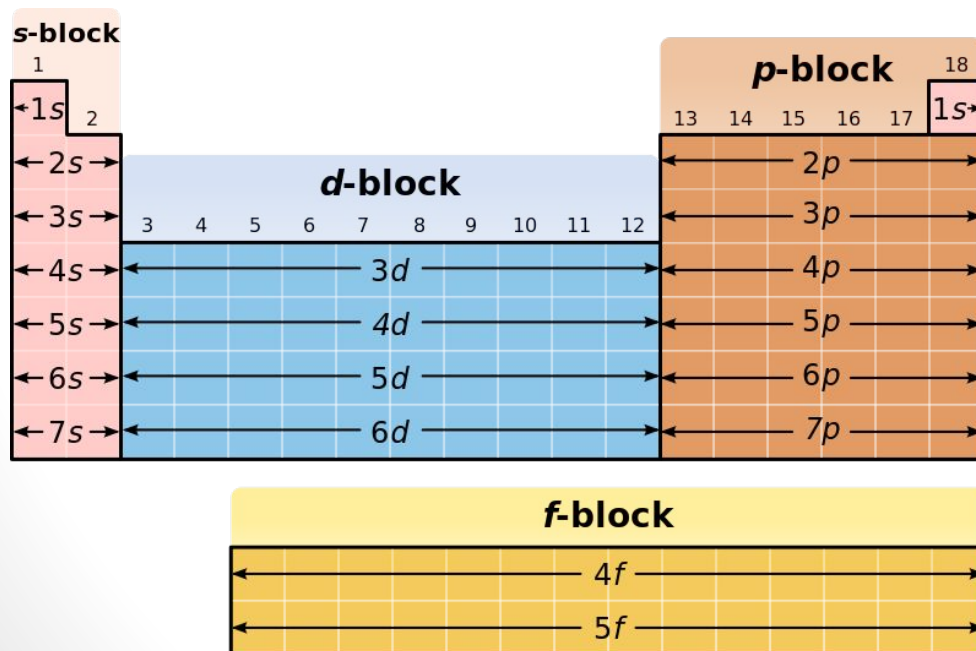 s-block
1
1s
2
2s
3s
4s
5s
6s
7s
d-block
3 4 5 6 7 8 9 10 11 12
3d
4d
5d
6d
p-block
18
13 14 15 16 17
1s
2p
3p
4p
5p
6p
7p
f-block
4f
5f